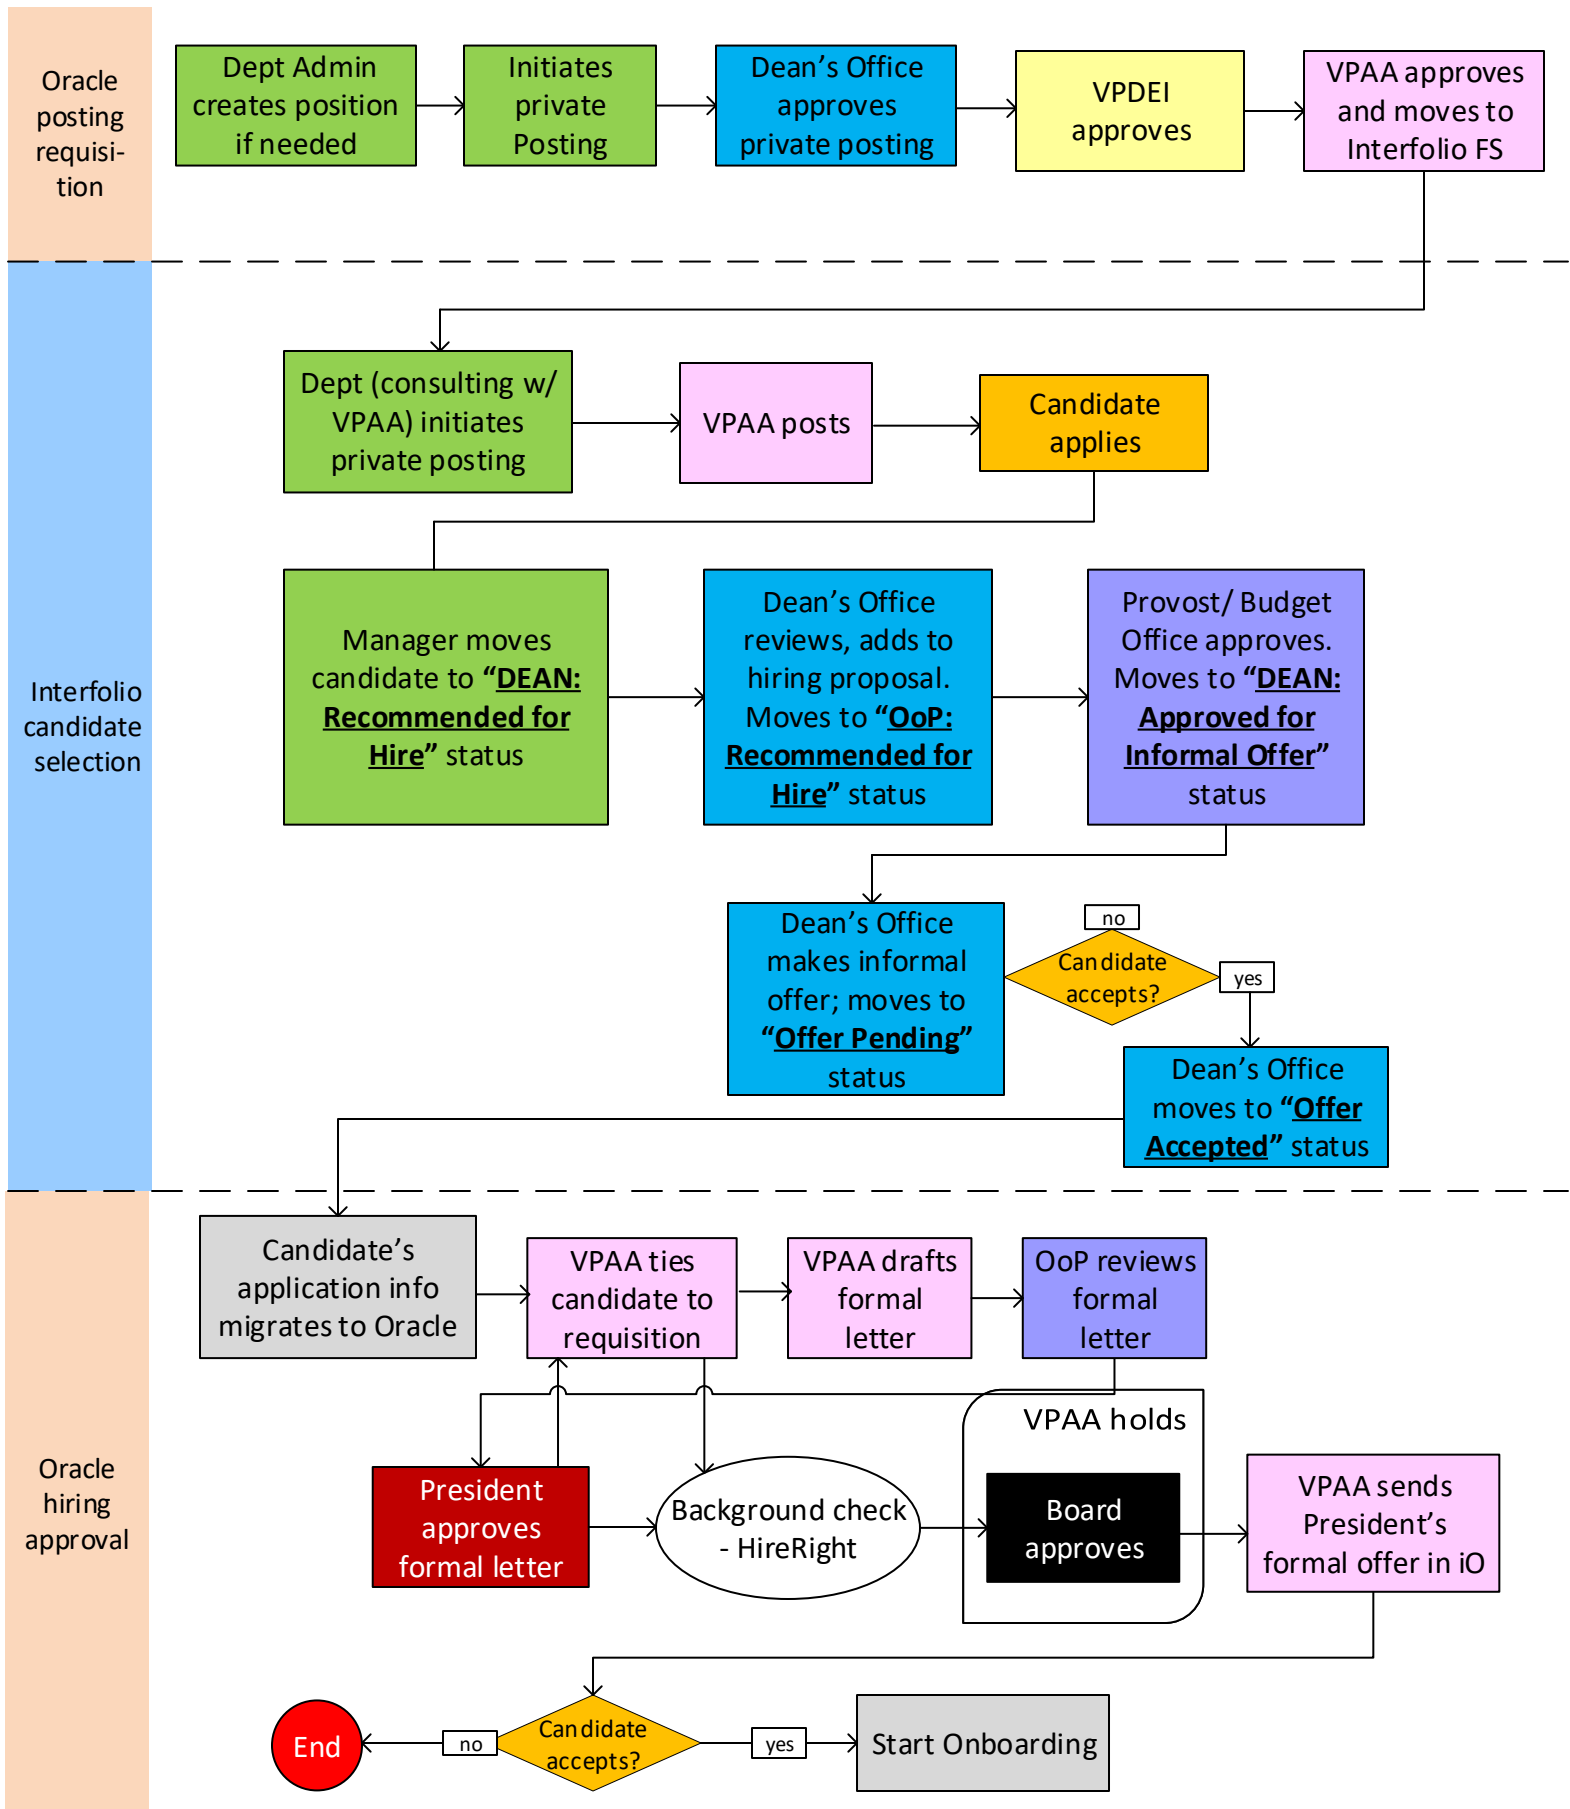 Oracle
posting
requisi-
tion
Dept Admin
creates position
if needed
Initiates
private
Posting
Dean’s Office
approves
private posting
VPDEI
approves
VPAA approves
and moves to
Interfolio FS
Interfolio
candidate
selection
Dept (consulting w/
VPAA) initiates
private posting
VPAA posts
Candidate
applies
Manager moves
candidate to “DEAN:
Recommended for
Hire” status
Dean’s Office
reviews, adds to
hiring proposal.
Moves to “OoP:
Recommended for
Hire” status
Provost/ Budget
Office approves.
Moves to “DEAN:
Approved for
Informal Offer”
status
Dean’s Office
makes informal
offer; moves to
“Offer Pending”
status
no
Candidate
accepts?
yes
Dean’s Office
moves to “Offer
Accepted” status
Oracle
hiring
approval
Candidate’s
application info
migrates to Oracle
VPAA ties
candidate to
requisition
VPAA drafts
formal
letter
OoP reviews
formal
letter
President
approves
formal letter
Background check
- HireRight
VPAA holds
Board
approves
VPAA sends
President’s
formal offer in iO
End
no
Candidate
accepts?
yes
Start Onboarding